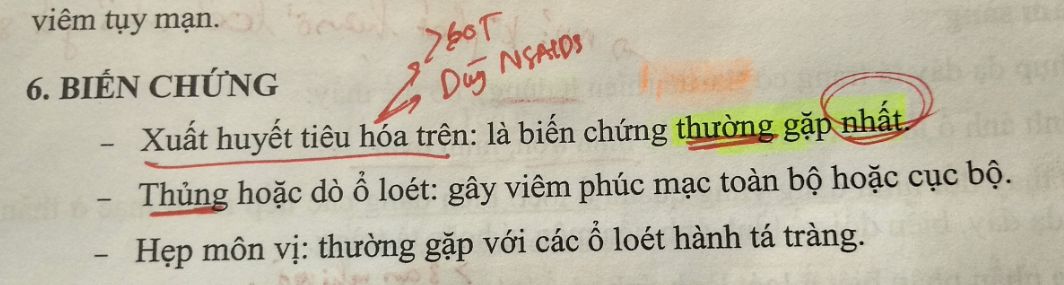 viêm tụy mạn.
>60T
Dùg NSAIDS
6. BIẾN CHỨNG
- Xuất huyết tiêu hóa trên: là biến chứng thường gặp nhất.
- Thủng hoặc dò ổ loét: gây viêm phúc mạc toàn bộ hoặc cục bộ.
- Hẹp môn vị: thường gặp với các ổ loét hành tá tràng.